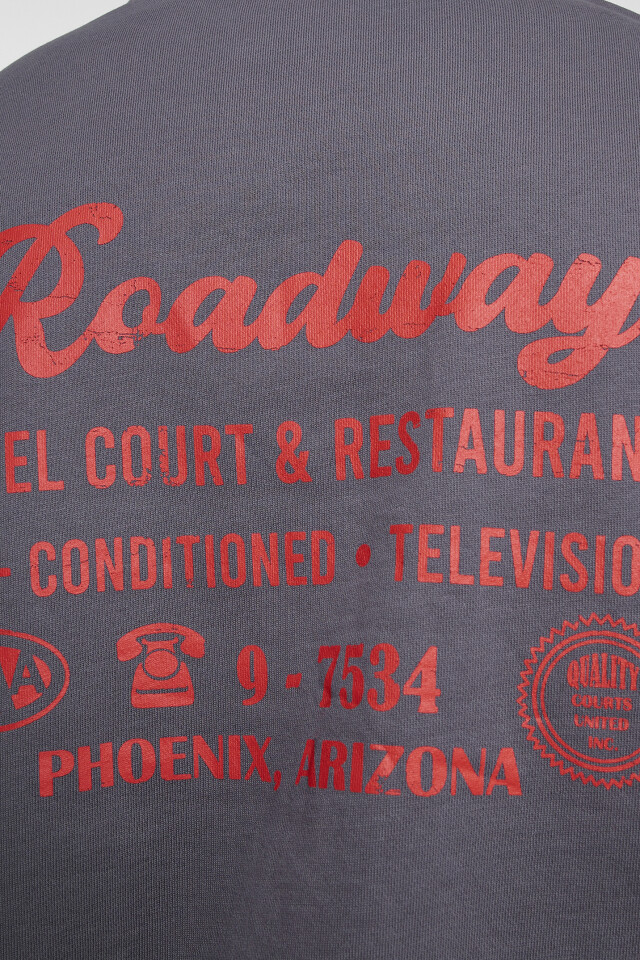 Roadway
EL COURT & RESTAURAN
- CONDITIONED • TELEVISIO
9-7534
QUALITY
COURTS
UNITED
INC.
PHOENIX, ARIZONA